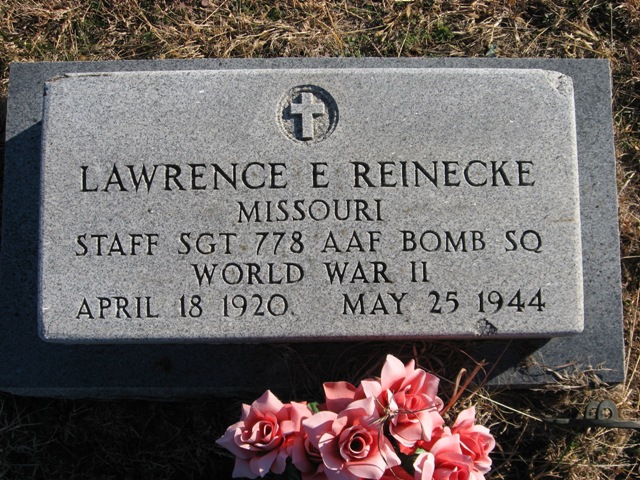 LAWRENCE E REINECKE
MISSOURI
STAFF SGT 778 AAF BOMB SQ
WORLD WAR II
APRIL 18 1920 MAY 25 1944